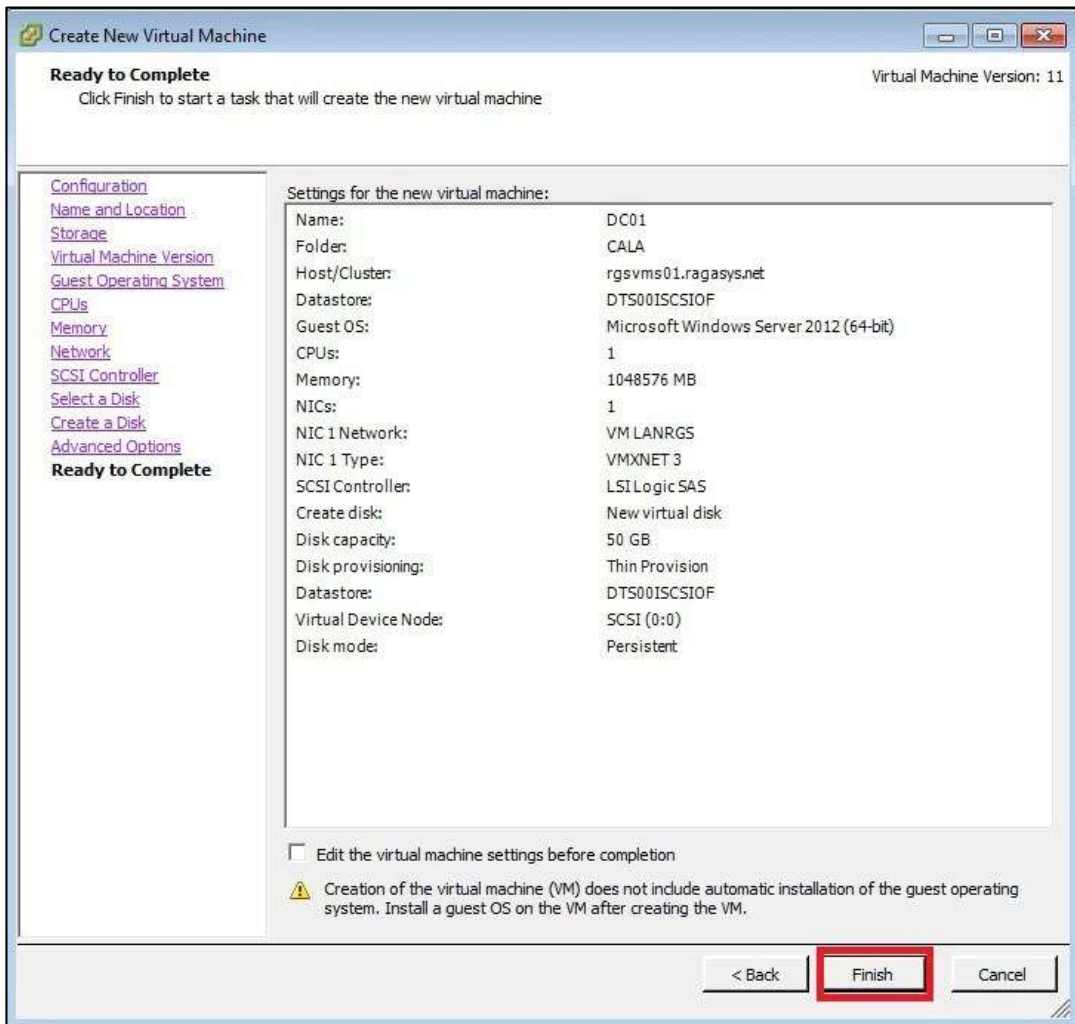 Create New Virtual Machine
Ready to Complete
Virtual Machine Version: 11
Click Finish to start a task that will create the new virtual machine
Configuration
Name and Location
Storage
Virtual Machine Version
Guest Operating System
CPUs
Memory
Network
SCSI Controller
Select a Disk
Create a Disk
Advanced Options
Ready to Complete
Settings for the new virtual machine:
Name: DC01
Folder: CALA
Host/Cluster: rgsvms01.ragasys.net
Datastore: DTS00ISCSIOF
Guest OS: Microsoft Windows Server 2012 (64-bit)
CPUs: 1
Memory: 1048576 MB
NICs: 1
NIC 1 Network: VM LANRGS
NIC 1 Type: VMXNET 3
SCSI Controller: LSI Logic SAS
Create disk: New virtual disk
Disk capacity: 50 GB
Disk provisioning: Thin Provision
Datastore: DTS00ISCSIOF
Virtual Device Node: SCSI (0:0)
Disk mode: Persistent
Edit the virtual machine settings before completion
Creation of the virtual machine (VM) does not include automatic installation of the guest operating
system. Install a guest OS on the VM after creating the VM.
< Back Finish Cancel